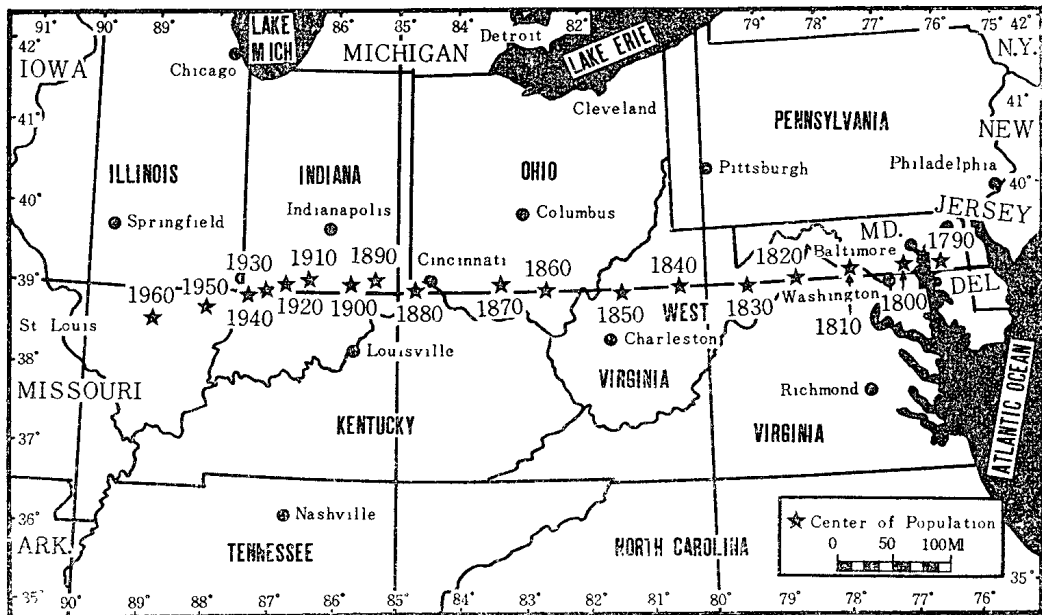 90 89 88 87 86 85 84 83 82 81 80 79 78 77 76 75 42°
42° LAKE MICH MICHIGAN Detroit LAKE ERIE N.Y.
IOWA Chicago Cleveland
41° PENNSYLVANIA 41° NEW
ILLINOIS INDIANA OHIO Pittsburgh Philadelphia
40° 40°
Springfield Indianapolis Columbus JERSEY
MD.
1930 1910 1890 Cincinnati 1860 1840 1820 Baltimore 1790
39°
1960 1950 1940 1920 1900 1880 1870 1850 1830 Washington 1810 1800 DEL
St Louis WEST VIRGINIA Charleston
38° Louisville
MISSOURI Richmond
37° KENTUCKY VIRGINIA ATLANTIC OCEAN
36° Nashville
ARK. TENNESSEE NORTH CAROLINA
Center of Population
0 50 100MI
35° 35°
90 89 88 87 86 85 84 83 82 81 80 79 78 77 76